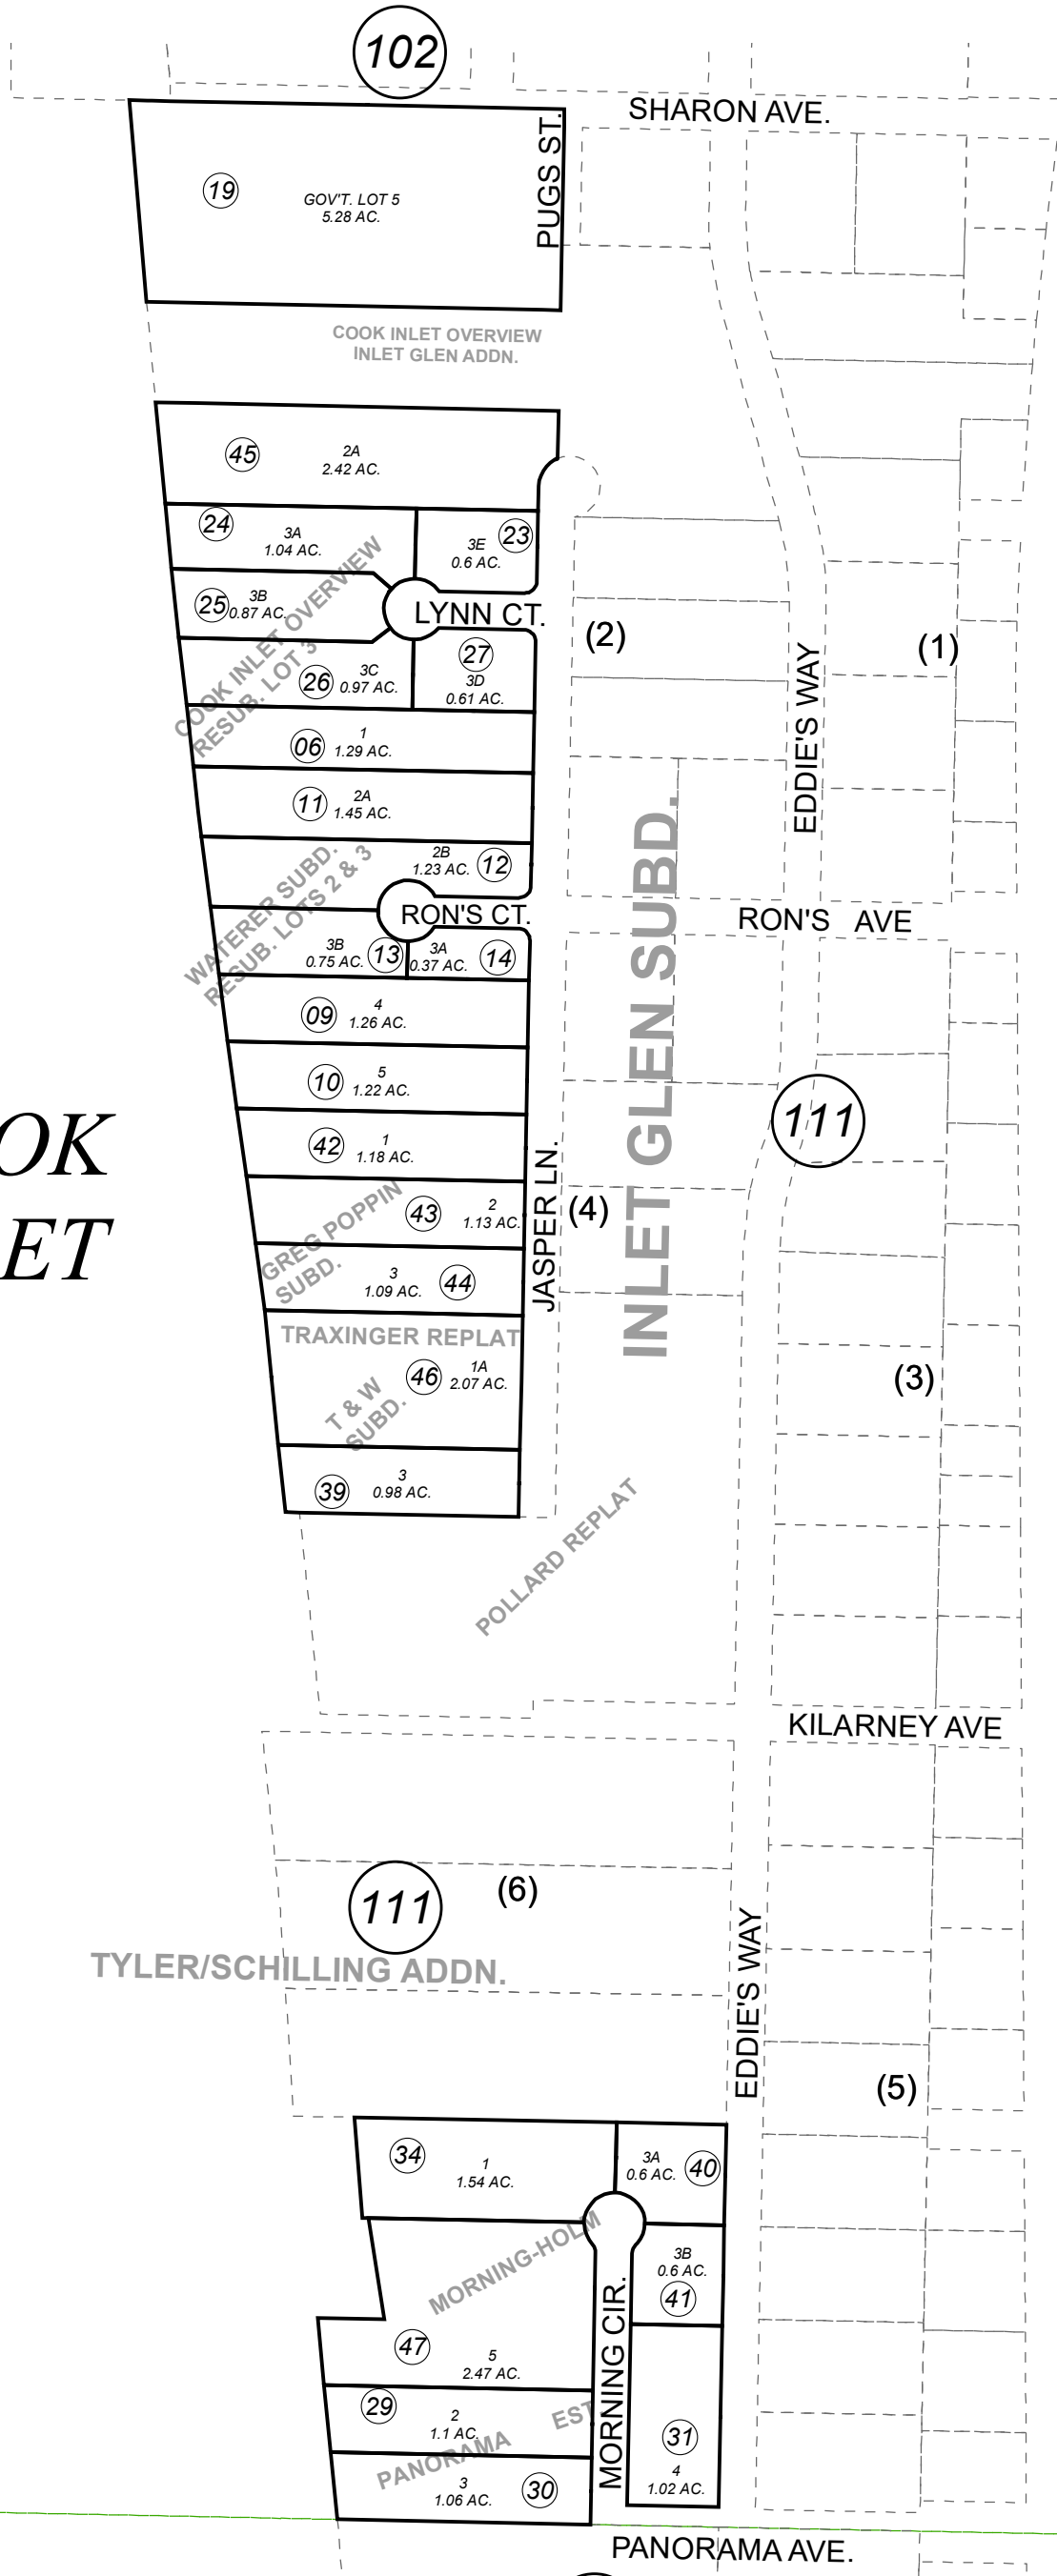 102
SHARON AVE.
PUGS ST.
19
GOV'T. LOT 5
5.28 AC.
COOK INLET OVERVIEW
INLET GLEN ADDN.
45
2A
2.42 AC.
24
3A
1.04 AC.
3E
0.6 AC.
23
25
3B
0.87 AC.
LYNN CT.
COOK INLET OVERVIEW
RESUB. LOT 3
26
3C
0.97 AC.
27
3D
0.61 AC.
(2)
(1)
EDDIE'S WAY
06
1
1.29 AC.
11
2A
1.45 AC.
2B
1.23 AC.
12
WATERER SUBD.
RESUB. LOTS 2 & 3
RON'S CT.
RON'S AVE
3B
0.75 AC.
13
3A
0.37 AC.
14
09
4
1.26 AC.
10
5
1.22 AC.
INLET GLEN SUBD.
111
OK
ET
42
1
1.18 AC.
43
2
1.13 AC.
JASPER LN.
(4)
GREG POPPIN
SUBD.
3
1.09 AC.
44
TRAXINGER REPLAT
46
1A
2.07 AC.
T & W
SUBD.
(3)
39
3
0.98 AC.
POLLARD REPLAT
KILARNEY AVE
111
(6)
TYLER/SCHILLING ADDN.
EDDIE'S WAY
(5)
34
1
1.54 AC.
3A
0.6 AC.
40
MORNING-HOLM
3B
0.6 AC.
41
47
5
2.47 AC.
MORNING CIR.
29
2
1.1 AC.
EST.
PANORAMA
31
4
1.02 AC.
3
1.06 AC.
30
PANORAMA AVE.